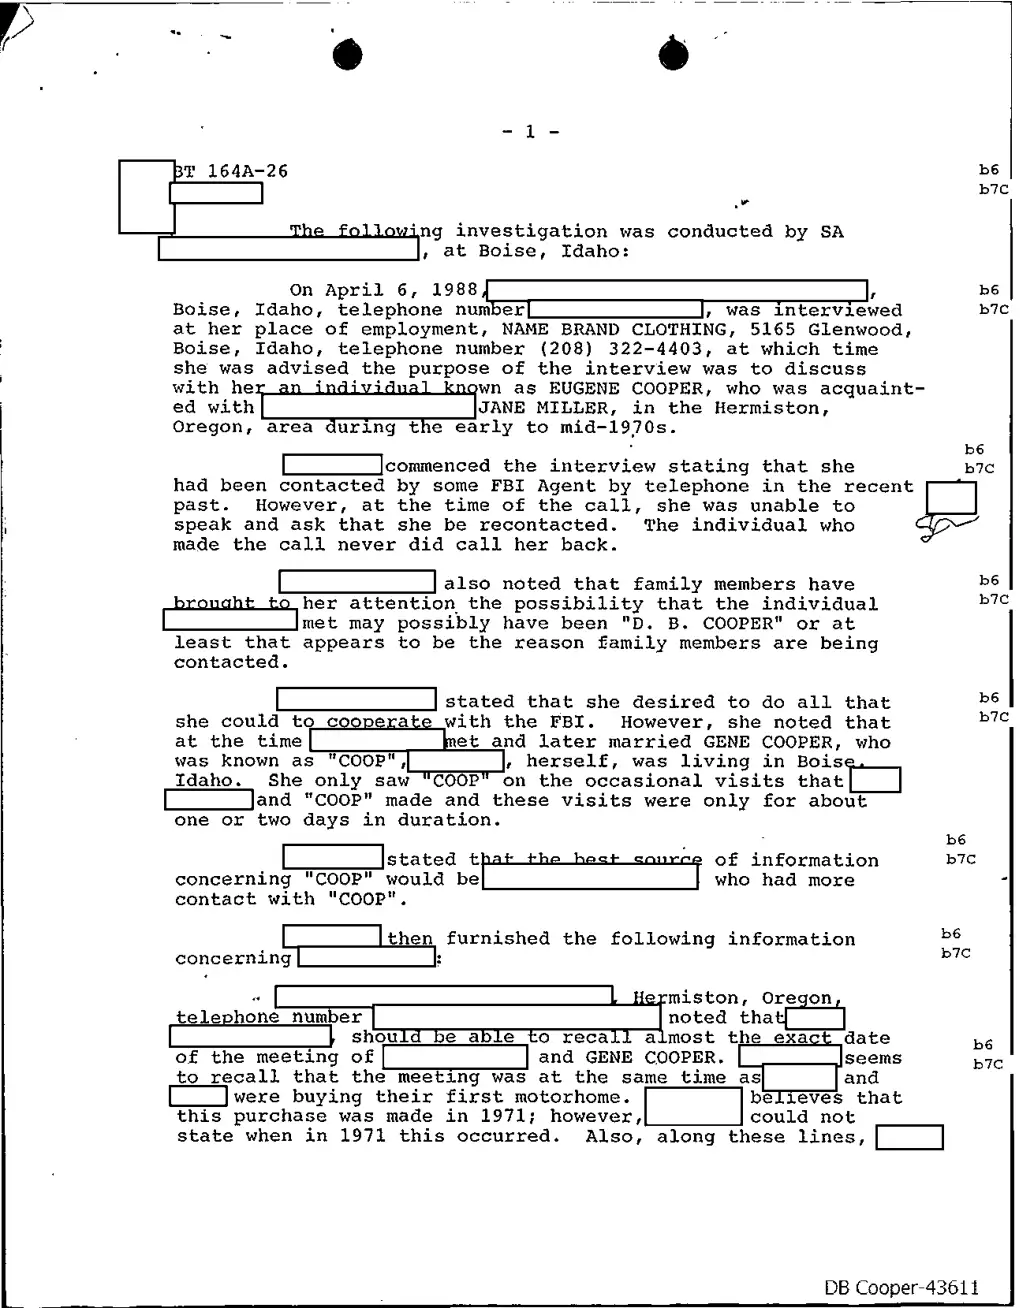 - 1 -
BT 164A-26
b6
b7C
The following investigation was conducted by SA
, at Boise, Idaho:
On April 6, 1988,
,
b6
Boise, Idaho, telephone number
, was interviewed
b7C
at her place of employment, NAME BRAND CLOTHING, 5165 Glenwood,
Boise, Idaho, telephone number (208) 322-4403, at which time
she was advised the purpose of the interview was to discuss
with her an individual known as EUGENE COOPER, who was acquaint-
ed with
JANE MILLER, in the Hermiston,
Oregon, area during the early to mid-1970s.
b6
commenced the interview stating that she
b7C
had been contacted by some FBI Agent by telephone in the recent
past. However, at the time of the call, she was unable to
speak and ask that she be recontacted. The individual who
made the call never did call her back.
also noted that family members have
b6
brought to her attention the possibility that the individual
b7C
met may possibly have been "D. B. COOPER" or at
least that appears to be the reason family members are being
contacted.
stated that she desired to do all that
b6
she could to cooperate with the FBI. However, she noted that
b7C
at the time
met and later married GENE COOPER, who
was known as "COOP",
, herself, was living in Boise,
Idaho. She only saw "COOP" on the occasional visits that
and "COOP" made and these visits were only for about
one or two days in duration.
b6
stated that the best source of information
b7C
concerning "COOP" would be
who had more
contact with "COOP".
then furnished the following information
b6
concerning
:
b7C
, Hermiston, Oregon,
telephone number
noted that
, should be able to recall almost the exact date
of the meeting of
and GENE COOPER.
seems
b6
to recall that the meeting was at the same time as
and
b7C
were buying their first motorhome.
believes that
this purchase was made in 1971; however,
could not
state when in 1971 this occurred. Also, along these lines,
DB Cooper-43611